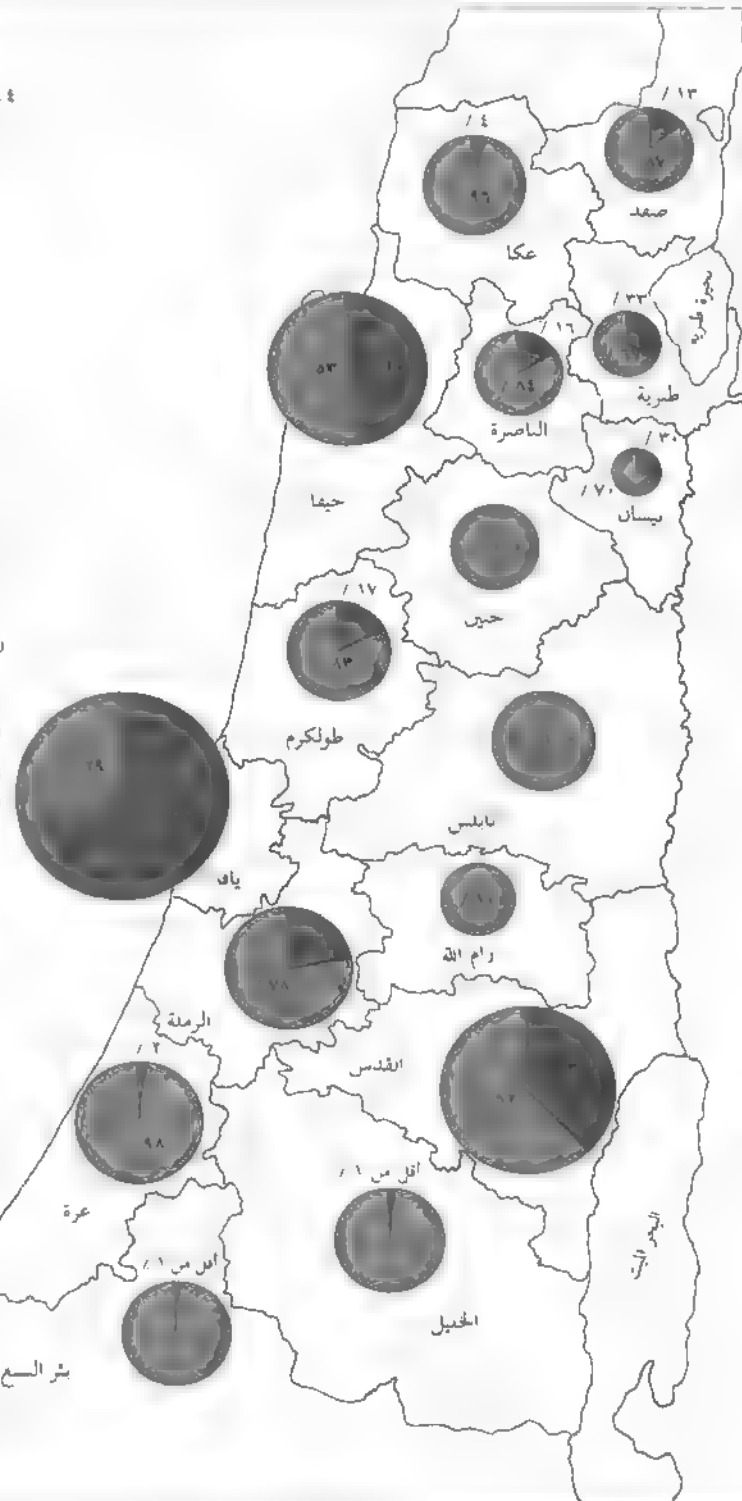 ٤
٪ ١٣
٨٧
صفد
٪ ٤
٩٦
عكا
بحيرة طبرية
٪ ٣٣
طبرية
٪ ١٦
٪ ٨٤
الناصرة
٥٣
حيفا
٪ ٣٠
٪ ٧٠
بيسان
جنين
٪ ١٧
٨٣
طولكرم
نابلس
٢٩
يافا
رام الله
٧٨
الرملة
القدس
٪ ٢
٩٨
غزة
أقل من ١ ٪
الخليل
البحر الميت
أقل من ١ ٪
بئر السبع